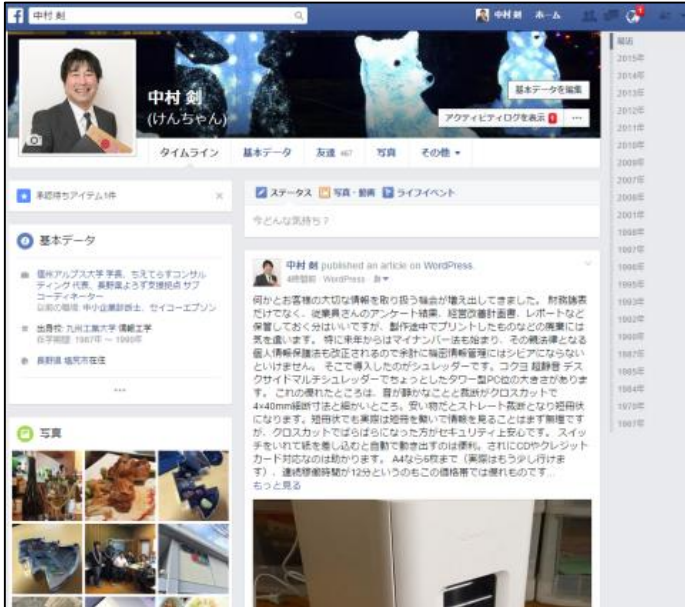 中村 剣
中村 剣
ホーム
中村 剣
(けんちゃん)
基本データを編集
アクティビティログを表示
タイムライン
基本データ
友達 467
写真
その他
最近
2015年
2014年
2013年
2012年
2011年
2010年
承認待ちアイテム1件
ステータス
写真・動画
ライフイベント
今どんな気持ち?
基本データ
信州アルプス大学 学長、ちえてらすコンサル
ティング 代表、長野県よろず支援拠点 サブ
コーディネーター
以前の職場: 中小企業診断士、セイコーエプソン
出身校: 九州工業大学 情報工学
長野県 塩尻市在住
写真
中村 剣 published an article on WordPress.
4時間前 · WordPress
何かとお客様の大切な情報を取り扱う機会が増え出してきました。 財務諸表
だけでなく、従業員さんのアンケート結果、経営改善計画書、レポートなど
保管しておく分はいいですが、製作途中でプリントしたものなどの廃棄には
気を遣います。 特に来年からはマイナンバー法も始まり、その親法律となる
個人情報保護法も改正されるので余計に機密情報管理にはシビアにならない
といけません。 そこで導入したのがシュレッダーです。コクヨ 超静音 デス
クサイドマルチシュレッダーでちょっとしたタワー型PC位の大きさがありま
す。 これの優れたところは、音が静かなことと裁断がクロスカットで
4×40mm細断寸法と細かいところ。安い物だとストレート裁断となり短冊状
になります。短冊状でも実際は短冊を繋いで情報を見ることはまず無理です
が、クロスカットでばらばらになった方がセキュリティ上安心です。 スイッ
チをいれて紙を差し込むと自動で動き出すのは便利。されにCDやクレジット
カード対応なのは助かります。 A4なら6枚まで(実際はもう少し行けま
す)、連続稼働時間が12分というのもこの価格帯では優れものです...
もっと見る